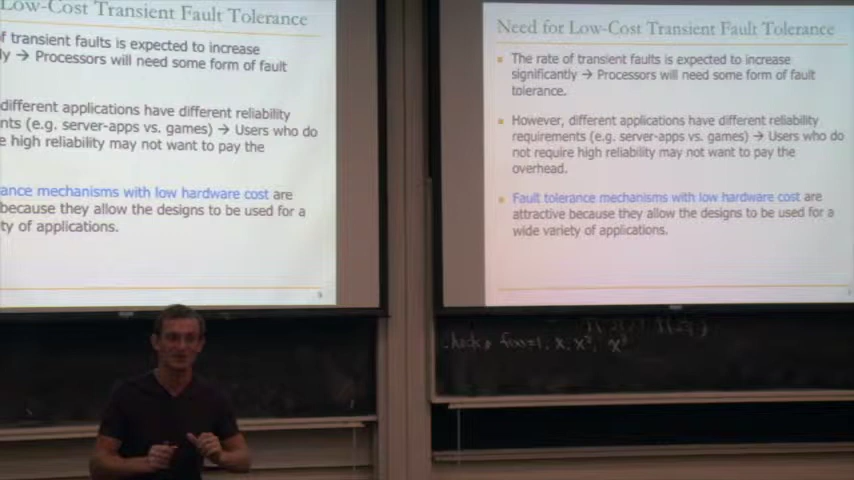 Low-Cost Transient Fault Tolerance
f transient faults is expected to increase
ly → Processors will need some form of fault
different applications have different reliability
nts (e.g. server-apps vs. games) → Users who do
e high reliability may not want to pay the
ance mechanisms with low hardware cost are
because they allow the designs to be used for a
ty of applications.
Need for Low-Cost Transient Fault Tolerance
The rate of transient faults is expected to increase
significantly → Processors will need some form of fault
tolerance.
However, different applications have different reliability
requirements (e.g. server-apps vs. games) → Users who do
not require high reliability may not want to pay the
overhead.
Fault tolerance mechanisms with low hardware cost are
attractive because they allow the designs to be used for a
wide variety of applications.
x, x², x³